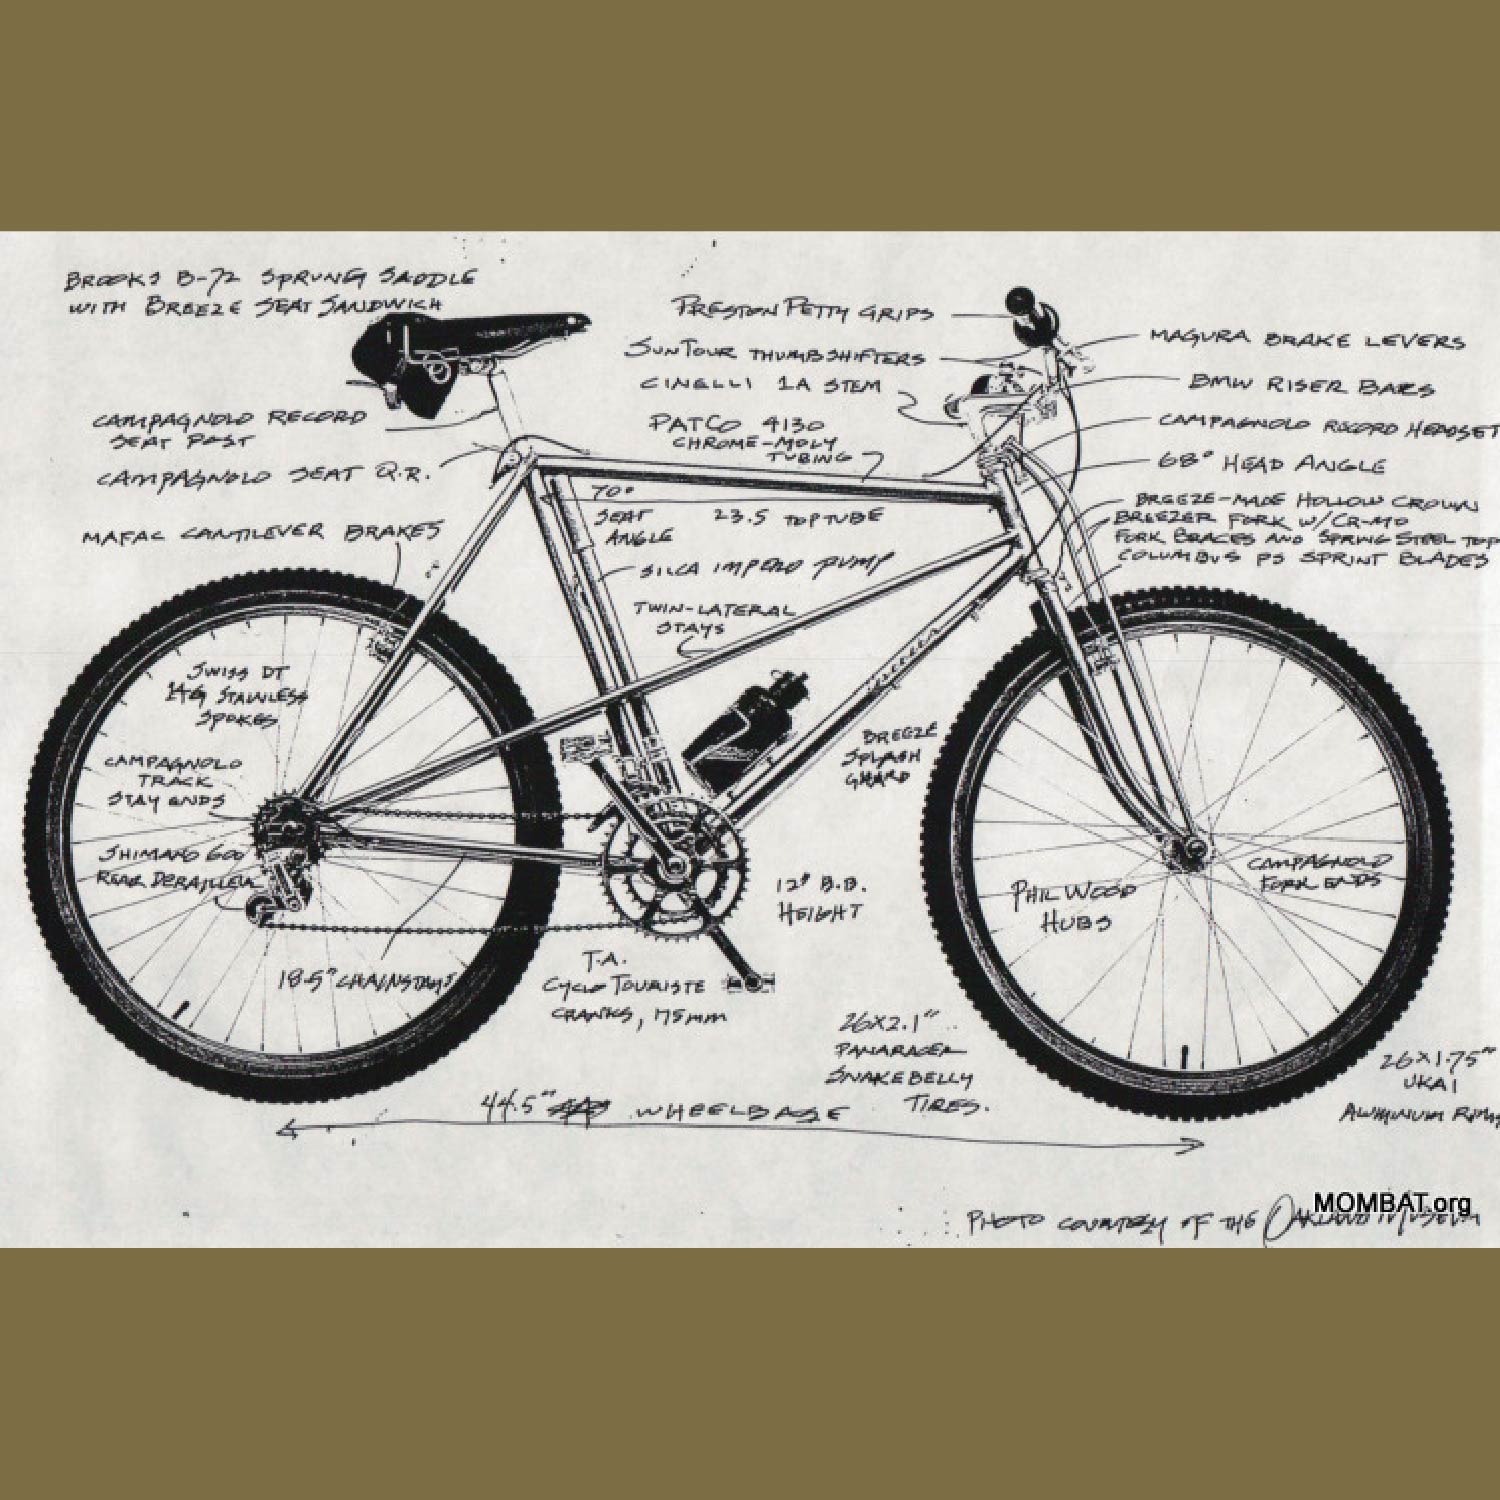 BROOKS B-72 SPRUNG SADDLE
WITH BREEZE SEAT SANDWICH
CAMPAGNOLO RECORD
SEAT POST
CAMPAGNOLO SEAT Q.R.
MAFAC CANTILEVER BRAKES
SWISS DT
14G STAINLESS
SPOKES
CAMPAGNOLO
TRACK
STAY ENDS
SHIMANO 600
REAR DERAILLEUR
18.5" CHAINSTAYS
PRESTON PETTY GRIPS
SUNTOUR THUMBSHIFTERS
CINELLI 1A STEM
PATCO 4130
CHROME-MOLY
TUBING
70°
SEAT
ANGLE
23.5 TOP TUBE
SILCA IMPERO PUMP
TWIN-LATERAL
STAYS
BREEZE
SPLASH
GUARD
12" B.B.
HEIGHT
T.A.
CYCLO TOURISTE
CRANKS, 175MM
MAGURA BRAKE LEVERS
BMW RISER BARS
CAMPAGNOLO RECORD HEADSET
68° HEAD ANGLE
BREEZE-MADE HOLLOW CROWN
BREEZER FORK W/CR-MO
FORK BRACES AND SPRING STEEL TOP
COLUMBUS PS SPRINT BLADES
PHIL WOOD
HUBS
CAMPAGNOLO
FORK ENDS
26X2.1"
PANARACER
SNAKEBELLY
TIRES.
26X1.75"
UKAI
ALUMINUM RIMS
44.5" WHEELBASE
PHOTO COURTESY OF THE OAKLAND MUSEUM
MOMBAT.org